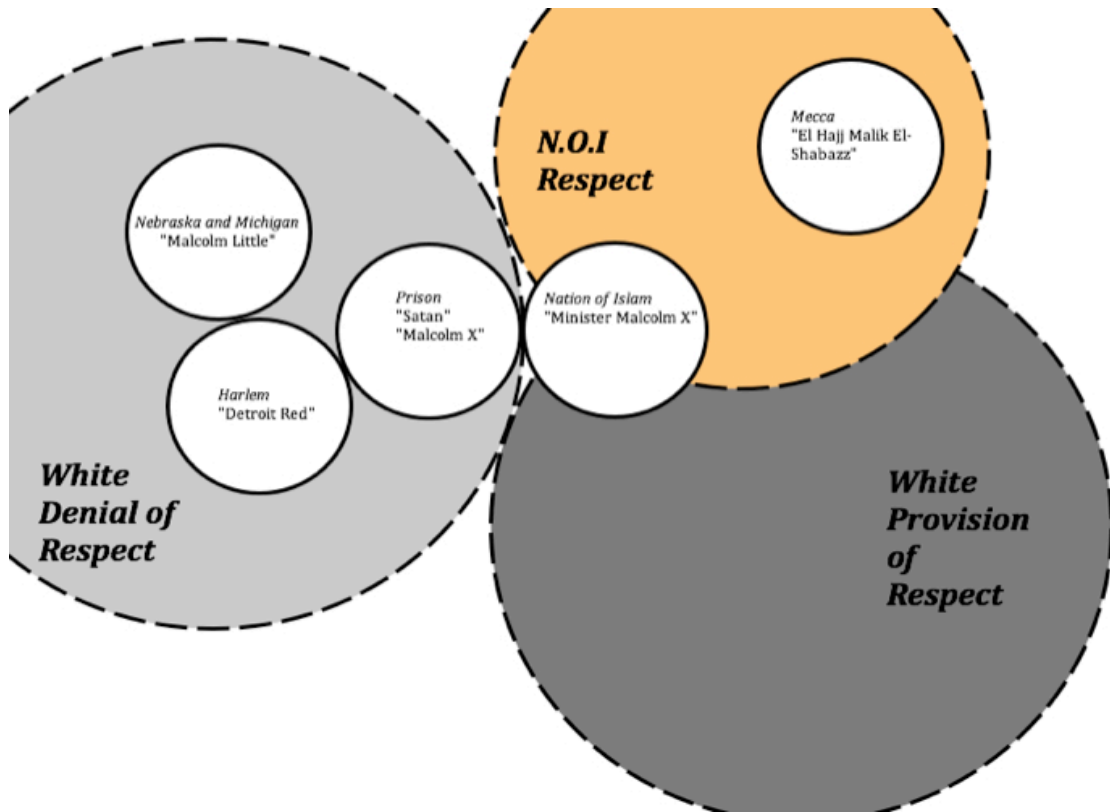 Mecca
"El Hajj Malik El-
Shabazz"
N.O.I
Respect
Nebraska and Michigan
"Malcolm Little"
Prison
"Satan"
"Malcolm X"
Nation of Islam
"Minister Malcolm X"
Harlem
"Detroit Red"
White
Denial of
Respect
White
Provision
of
Respect